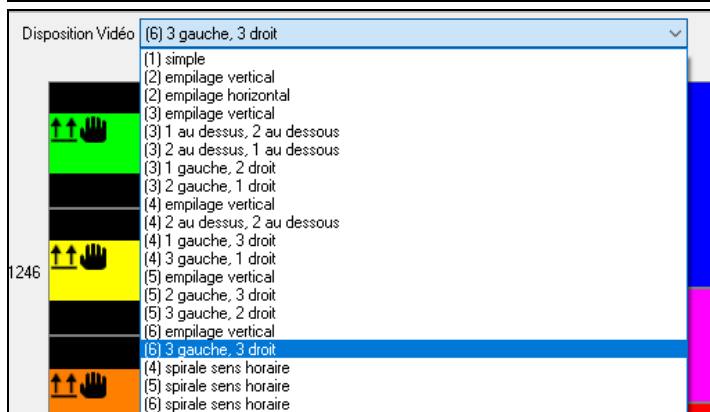 Disposition Vidéo (6) 3 gauche, 3 droit
(1) simple
(2) empilage vertical
(2) empilage horizontal
(3) empilage vertical
(3) 1 au dessus, 2 au dessous
(3) 2 au dessus, 1 au dessous
(3) 1 gauche, 2 droit
(3) 2 gauche, 1 droit
(4) empilage vertical
(4) 2 au dessus, 2 au dessous
(4) 1 gauche, 3 droit
(4) 3 gauche, 1 droit
1246
(5) empilage vertical
(5) 2 gauche, 3 droit
(5) 3 gauche, 2 droit
(6) empilage vertical
(6) 3 gauche, 3 droit
(4) spirale sens horaire
(5) spirale sens horaire
(6) spirale sens horaire